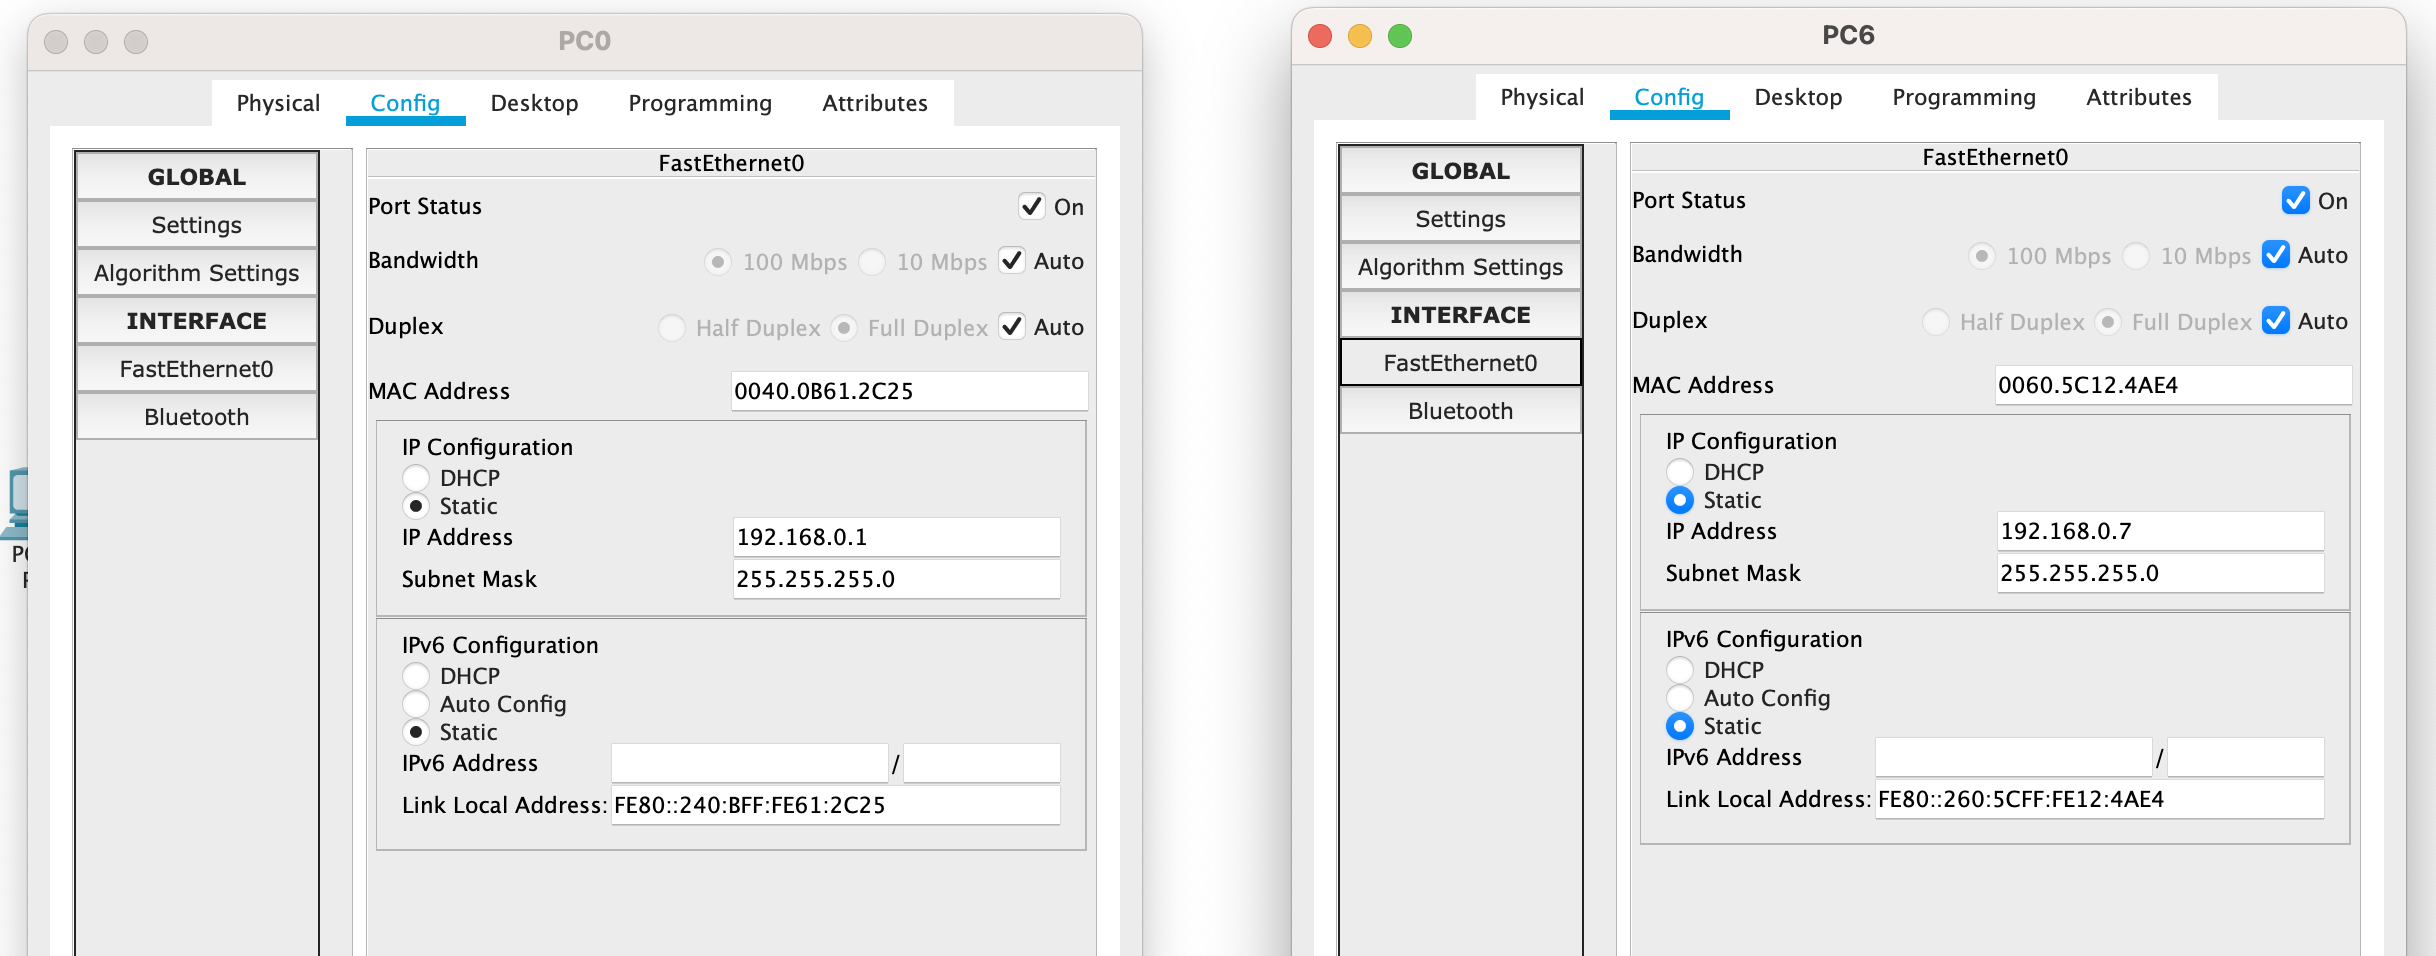 PC0
Physical Config Desktop Programming Attributes
GLOBAL
Settings
Algorithm Settings
INTERFACE
FastEthernet0
Bluetooth
FastEthernet0
Port Status On
Bandwidth 100 Mbps 10 Mbps Auto
Duplex Half Duplex Full Duplex Auto
MAC Address 0040.0B61.2C25
IP Configuration
DHCP
Static
IP Address 192.168.0.1
Subnet Mask 255.255.255.0
IPv6 Configuration
DHCP
Auto Config
Static
IPv6 Address /
Link Local Address: FE80::240:BFF:FE61:2C25
PC6
Physical Config Desktop Programming Attributes
GLOBAL
Settings
Algorithm Settings
INTERFACE
FastEthernet0
Bluetooth
FastEthernet0
Port Status On
Bandwidth 100 Mbps 10 Mbps Auto
Duplex Half Duplex Full Duplex Auto
MAC Address 0060.5C12.4AE4
IP Configuration
DHCP
Static
IP Address 192.168.0.7
Subnet Mask 255.255.255.0
IPv6 Configuration
DHCP
Auto Config
Static
IPv6 Address /
Link Local Address: FE80::260:5CFF:FE12:4AE4